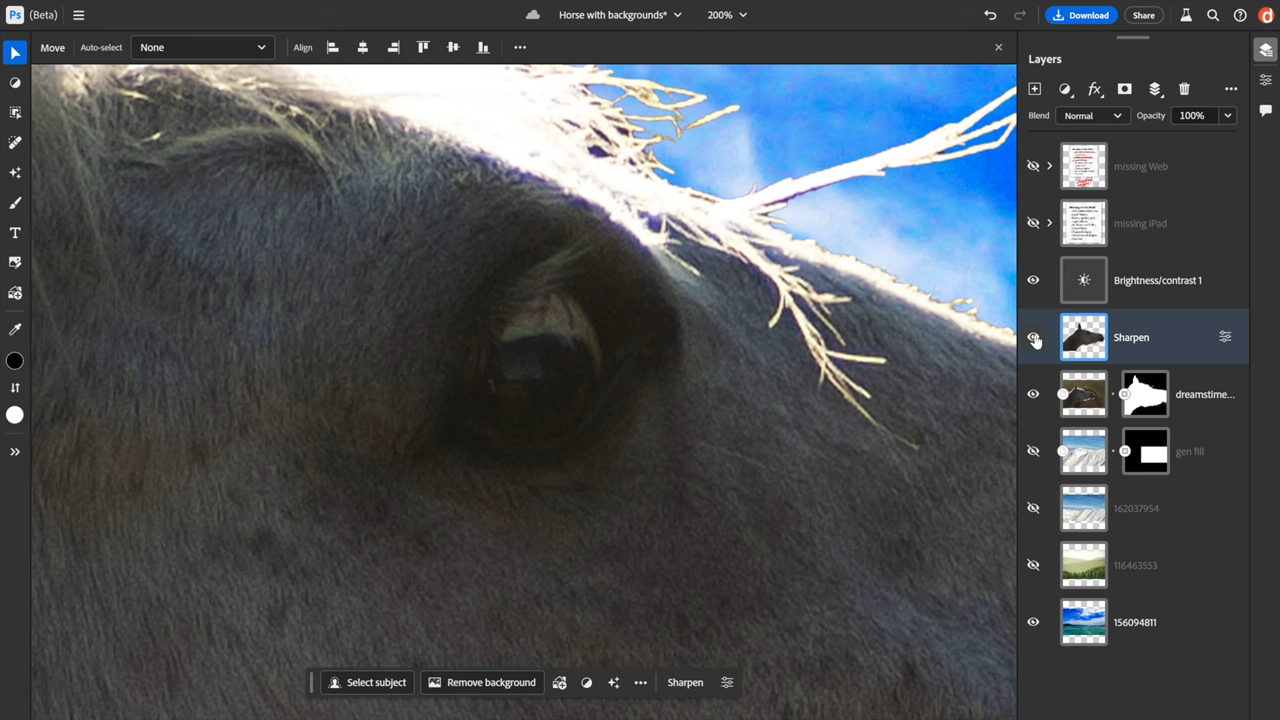 Ps (Beta) Horse with backgrounds* 200% Download Share
Move Auto-select None Align
Layers
Blend Normal Opacity 100%
missing Web
missing iPad
Brightness/contrast 1
Sharpen
dreamstime...
gen fill
162037954
116463553
156094811
Select subject Remove background Sharpen